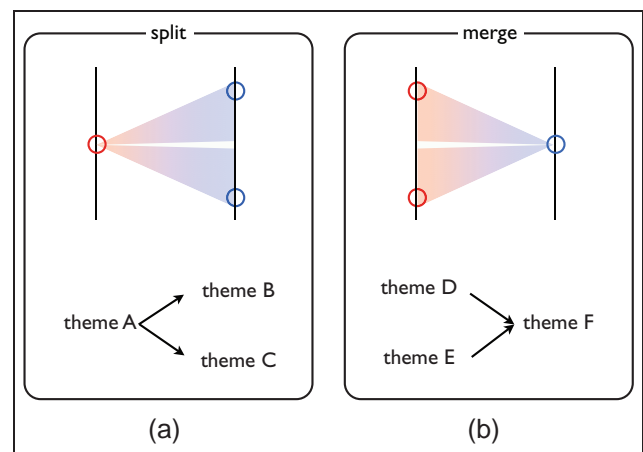 split
theme A
theme B
theme C
(a)
merge
theme D
theme E
theme F
(b)